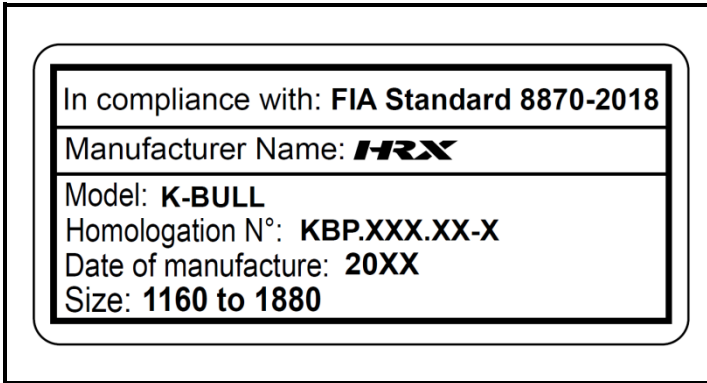 In compliance with: FIA Standard 8870-2018
Manufacturer Name: HRX
Model: K-BULL
Homologation N°: KBP.XXX.XX-X
Date of manufacture: 20XX
Size: 1160 to 1880